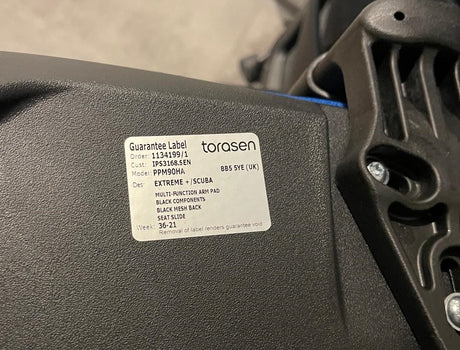 Guarantee Label
torasen
Order: 1134199/1
Cust: IPS3168.SEN
Model: PPM90HA
BB5 5YE (UK)
Des: EXTREME +/SCUBA
MULTI-FUNCTION ARM PAD
BLACK COMPONENTS
BLACK MESH BACK
SEAT SLIDE
Week: 36-21
Removal of label renders guarantee void